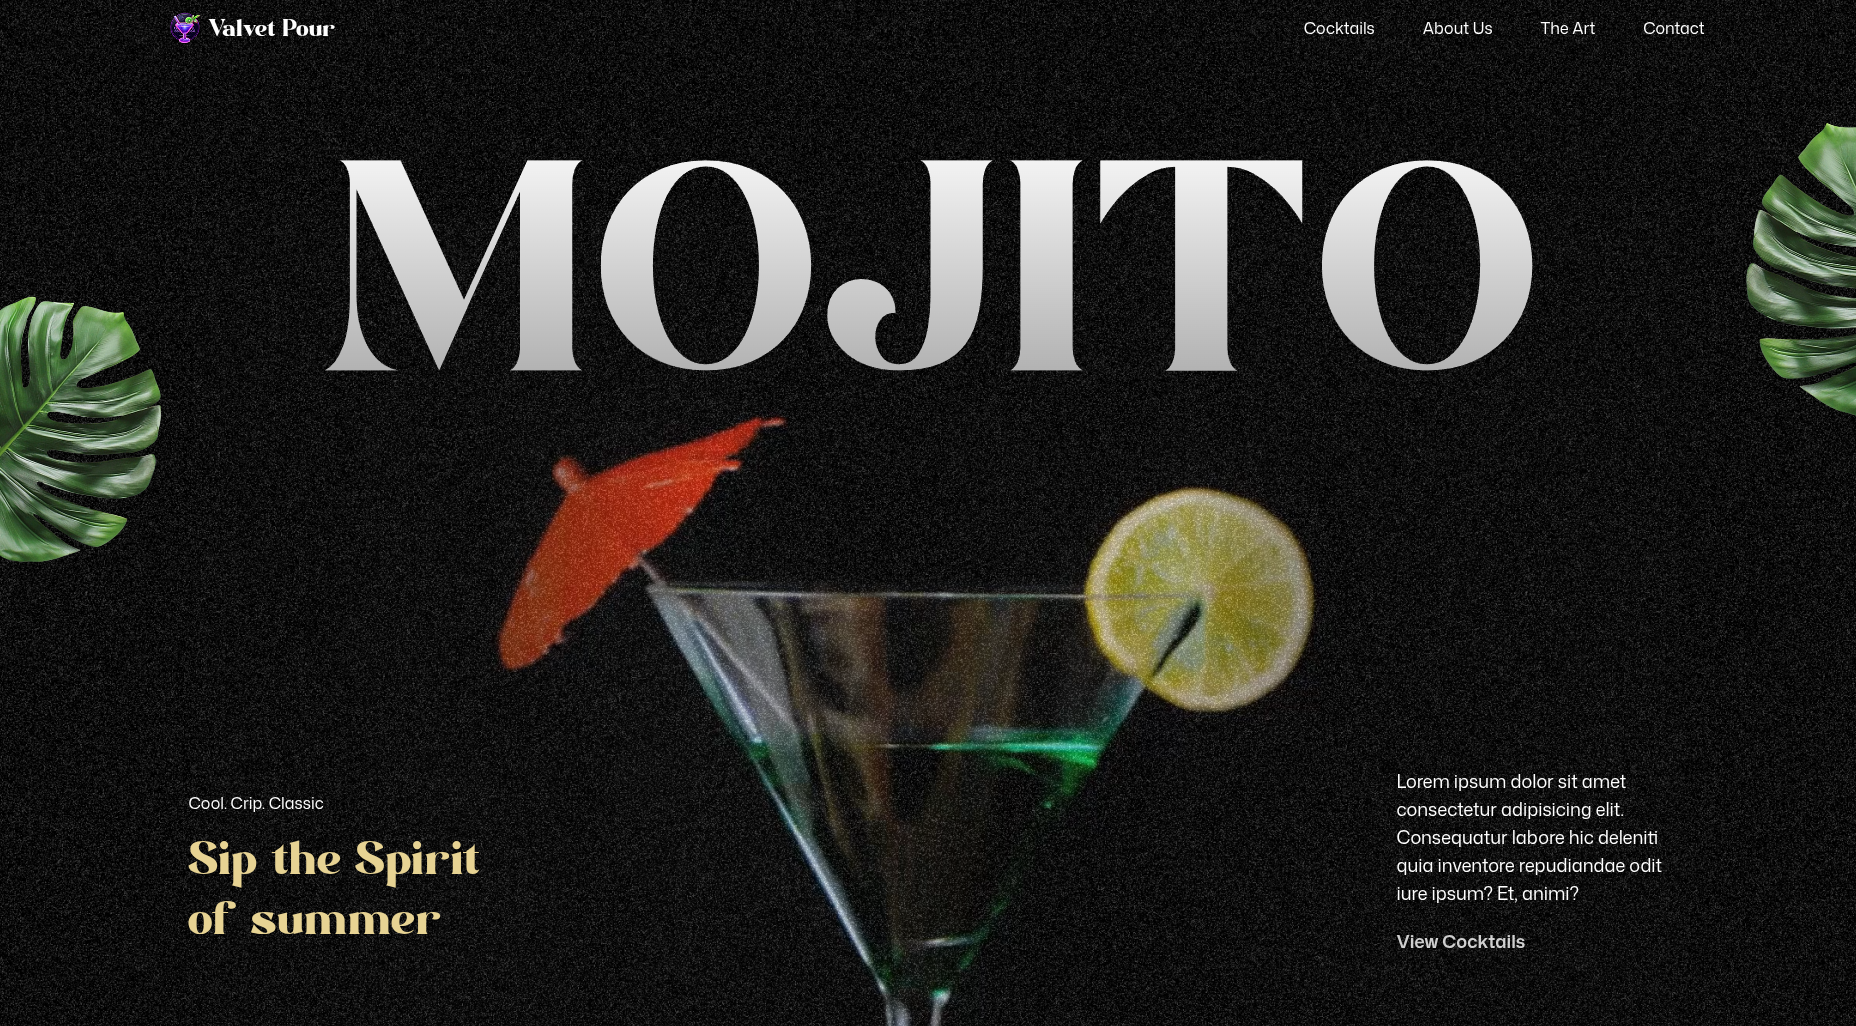 Valvet Pour
Cocktails
About Us
The Art
Contact
MOJITO
Cool. Crip. Classic
Sip the Spirit
of summer
Lorem ipsum dolor sit amet
consectetur adipisicing elit.
Consequatur labore hic deleniti
quia inventore repudiandae odit
iure ipsum? Et, animi?
View Cocktails